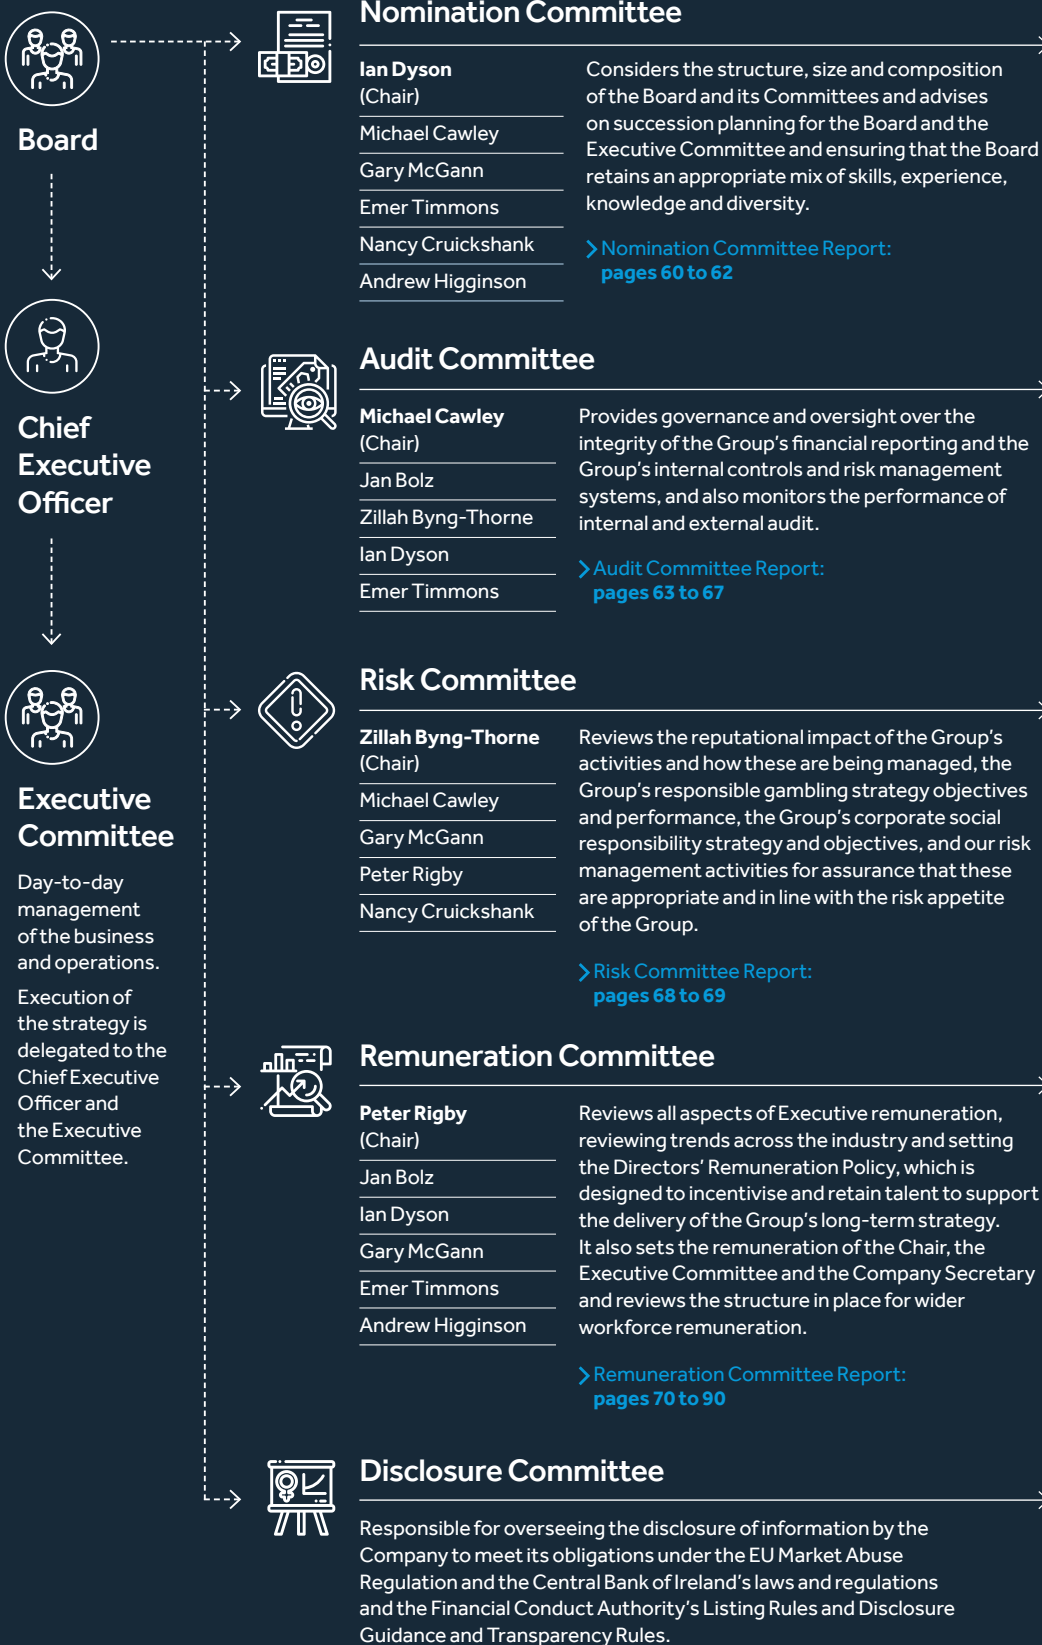 Board
Chief
Executive
Officer
Executive
Committee
Day-to-day
management
of the business
and operations.
Execution of
the strategy is
delegated to the
Chief Executive
Officer and
the Executive
Committee.
Nomination Committee
Ian Dyson
(Chair)
Michael Cawley
Gary McGann
Emer Timmons
Nancy Cruickshank
Andrew Higginson
Considers the structure, size and composition
of the Board and its Committees and advises
on succession planning for the Board and the
Executive Committee and ensuring that the Board
retains an appropriate mix of skills, experience,
knowledge and diversity.
Nomination Committee Report:
pages 60 to 62
Audit Committee
Michael Cawley
(Chair)
Jan Bolz
Zillah Byng-Thorne
Ian Dyson
Emer Timmons
Provides governance and oversight over the
integrity of the Group's financial reporting and the
Group's internal controls and risk management
systems, and also monitors the performance of
internal and external audit.
Audit Committee Report:
pages 63 to 67
Risk Committee
Zillah Byng-Thorne
(Chair)
Michael Cawley
Gary McGann
Peter Rigby
Nancy Cruickshank
Reviews the reputational impact of the Group's
activities and how these are being managed, the
Group's responsible gambling strategy objectives
and performance, the Group's corporate social
responsibility strategy and objectives, and our risk
management activities for assurance that these
are appropriate and in line with the risk appetite
of the Group.
Risk Committee Report:
pages 68 to 69
Remuneration Committee
Peter Rigby
(Chair)
Jan Bolz
Ian Dyson
Gary McGann
Emer Timmons
Andrew Higginson
Reviews all aspects of Executive remuneration,
reviewing trends across the industry and setting
the Directors' Remuneration Policy, which is
designed to incentivise and retain talent to support
the delivery of the Group's long-term strategy.
It also sets the remuneration of the Chair, the
Executive Committee and the Company Secretary
and reviews the structure in place for wider
workforce remuneration.
Remuneration Committee Report:
pages 70 to 90
Disclosure Committee
Responsible for overseeing the disclosure of information by the
Company to meet its obligations under the EU Market Abuse
Regulation and the Central Bank of Ireland's laws and regulations
and the Financial Conduct Authority's Listing Rules and Disclosure
Guidance and Transparency Rules.